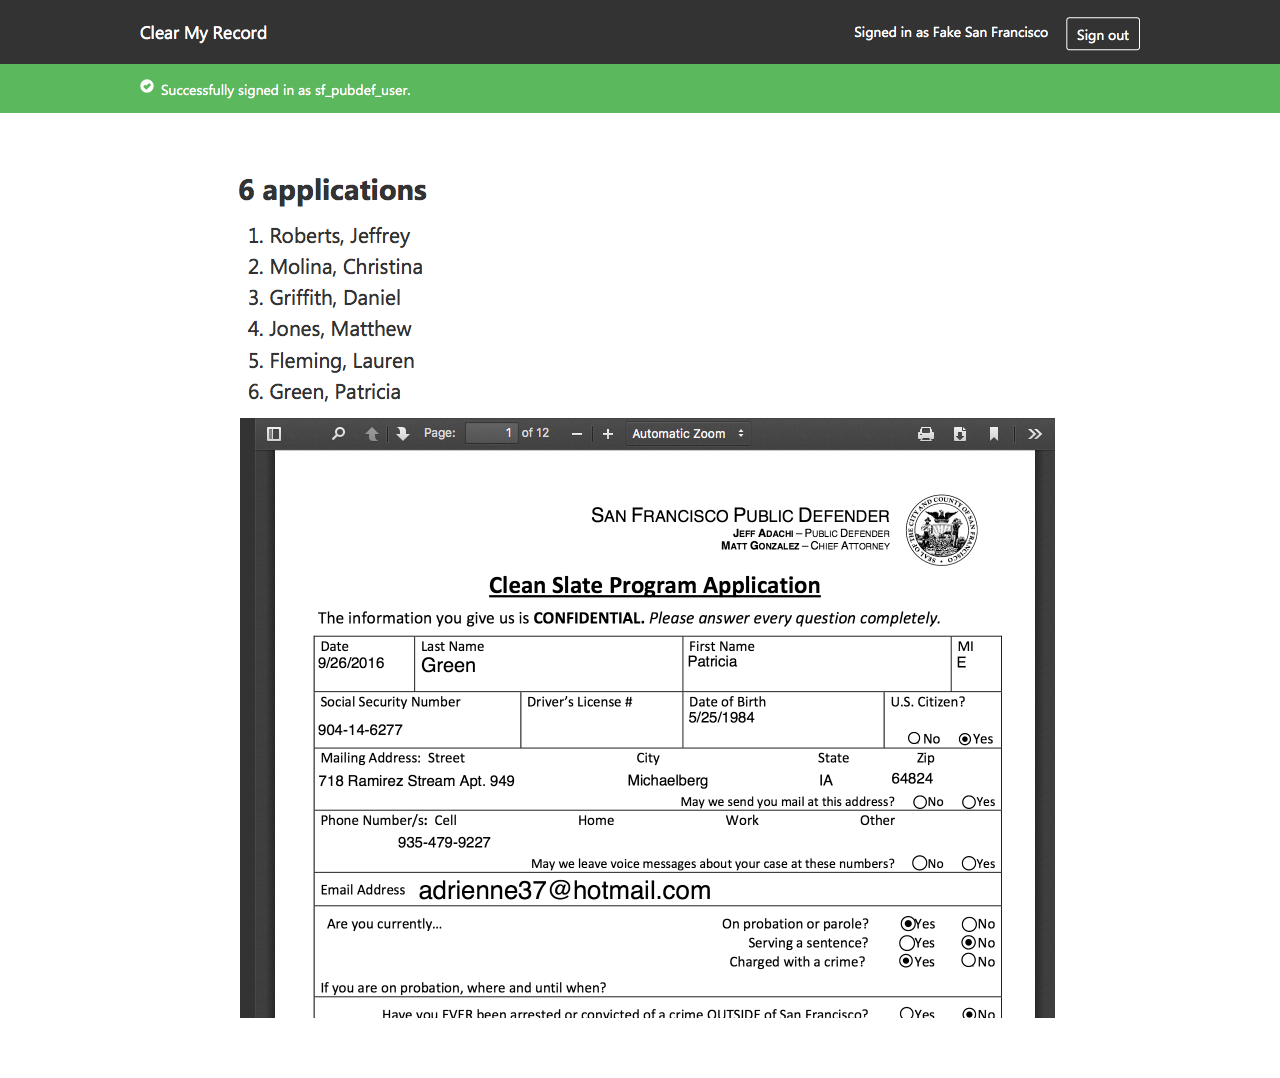 Clear My Record
Signed in as Fake San Francisco
Sign out
Successfully signed in as sf_pubdef_user.
6 applications
1. Roberts, Jeffrey
2. Molina, Christina
3. Griffith, Daniel
4. Jones, Matthew
5. Fleming, Lauren
6. Green, Patricia
Page: 1 of 12
Automatic Zoom
SAN FRANCISCO PUBLIC DEFENDER
JEFF ADACHI – PUBLIC DEFENDER
MATT GONZALEZ – CHIEF ATTORNEY
SEAL OF THE CITY AND COUNTY OF SAN FRANCISCO
Clean Slate Program Application
The information you give us is CONFIDENTIAL. Please answer every question completely.
Date Last Name First Name MI
9/26/2016 Green Patricia E
Social Security Number Driver's License # Date of Birth U.S. Citizen?
5/25/1984
904-14-6277
No Yes
Mailing Address: Street City State Zip
718 Ramirez Stream Apt. 949 Michaelberg IA 64824
May we send you mail at this address? No Yes
Phone Number/s: Cell Home Work Other
935-479-9227
May we leave voice messages about your case at these numbers? No Yes
Email Address adrienne37@hotmail.com
Are you currently... On probation or parole? Yes No
Serving a sentence? Yes No
Charged with a crime? Yes No
If you are on probation, where and until when?
Have you EVER been arrested or convicted of a crime OUTSIDE of San Francisco? Yes No